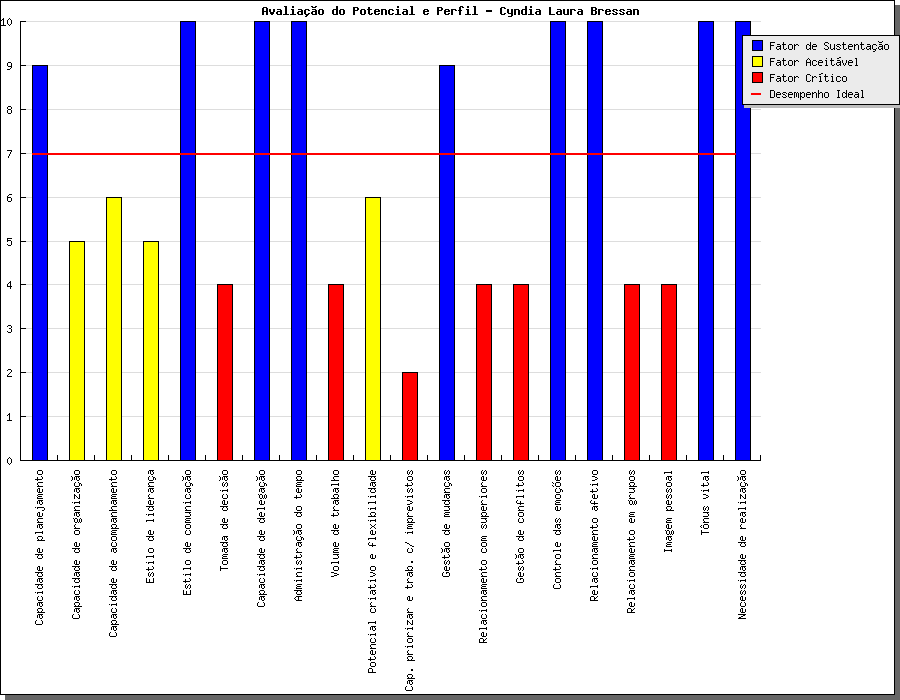 Avaliação do Potencial e Perfil - Cyndia Laura Bressan
10
9
8
7
6
5
4
3
2
1
0
Fator de Sustentação
Fator Aceitável
Fator Crítico
Desempenho Ideal
Capacidade de planejamento
Capacidade de organização
Capacidade de acompanhamento
Estilo de liderança
Estilo de comunicação
Tomada de decisão
Capacidade de delegação
Administração do tempo
Volume de trabalho
Potencial criativo e flexibilidade
Cap. priorizar e trab. c/ imprevistos
Gestão de mudanças
Relacionamento com superiores
Gestão de conflitos
Controle das emoções
Relacionamento afetivo
Relacionamento em grupos
Imagem pessoal
Tônus vital
Necessidade de realização